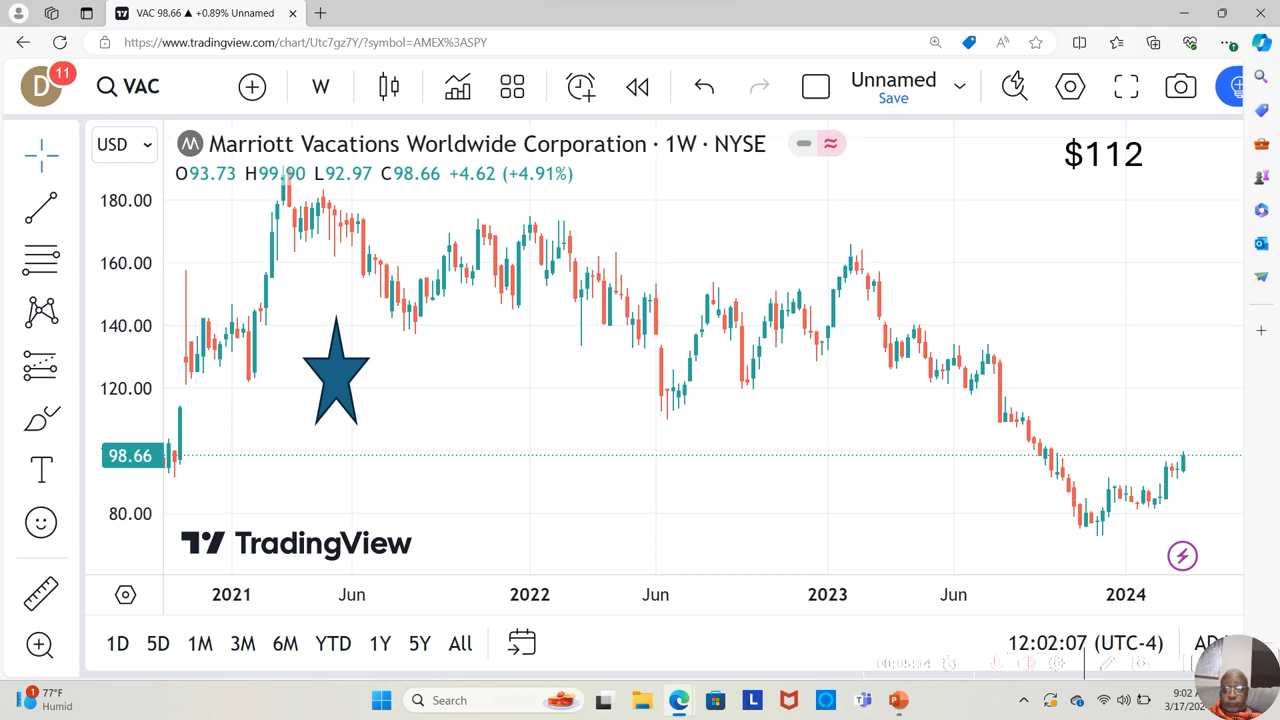 VAC 98.66 ▲ +0.89% Unnamed
https://www.tradingview.com/chart/Utc7gz7Y/?symbol=AMEX%3ASPY
D 11 VAC W Unnamed
Save
USD
Marriott Vacations Worldwide Corporation · 1W · NYSE
$112
O93.73 H99.90 L92.97 C98.66 +4.62 (+4.91%)
180.00
160.00
140.00
120.00
98.66
80.00
TradingView
2021 Jun 2022 Jun 2023 Jun 2024
1D 5D 1M 3M 6M YTD 1Y 5Y All 12:02:07 (UTC-4)
1
77°F
Humid
Search
9:02